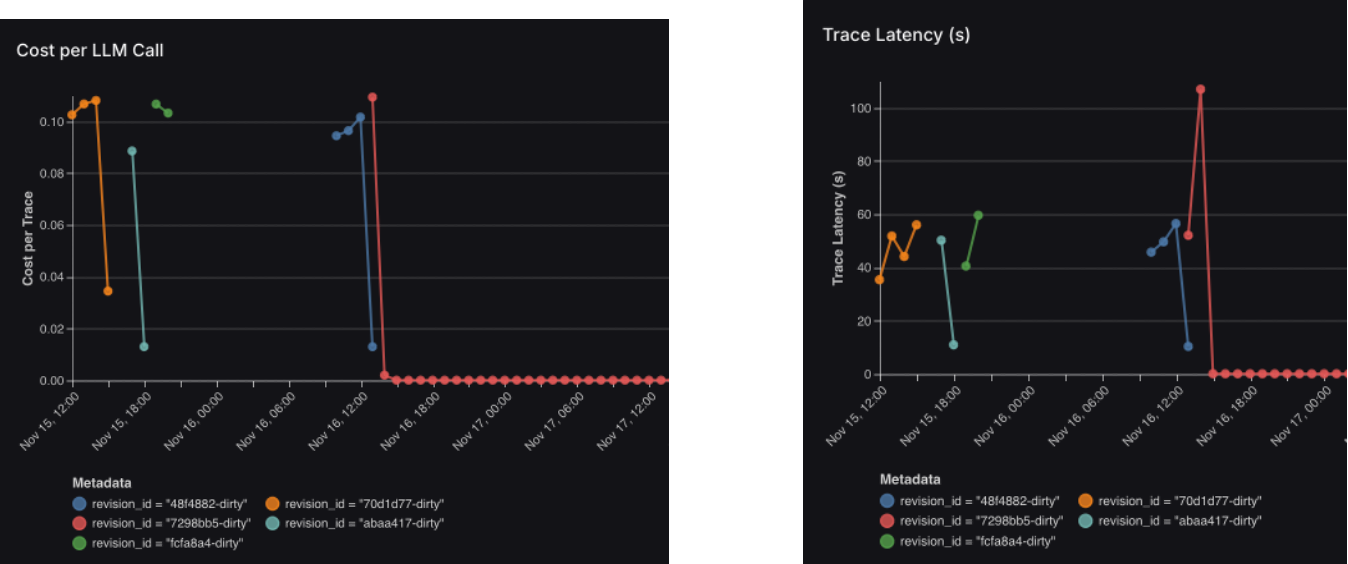 Cost per LLM Call
Cost per Trace
0.10
0.08
0.06
0.04
0.02
0.00
Nov 15, 12:00
Nov 15, 18:00
Nov 16, 00:00
Nov 16, 06:00
Nov 16, 12:00
Nov 16, 18:00
Nov 17, 00:00
Nov 17, 06:00
Nov 17, 12:00
Metadata
revision_id = "48f4882-dirty" revision_id = "70d1d77-dirty"
revision_id = "7298bb5-dirty" revision_id = "abaa417-dirty"
revision_id = "fcfa8a4-dirty"
Trace Latency (s)
Trace Latency (s)
100
80
60
40
20
0
Nov 15, 12:00
Nov 15, 18:00
Nov 16, 00:00
Nov 16, 06:00
Nov 16, 12:00
Nov 16, 18:00
Nov 17, 00:00
Metadata
revision_id = "48f4882-dirty" revision_id = "70d1d77-dirty"
revision_id = "7298bb5-dirty" revision_id = "abaa417-dirty"
revision_id = "fcfa8a4-dirty"